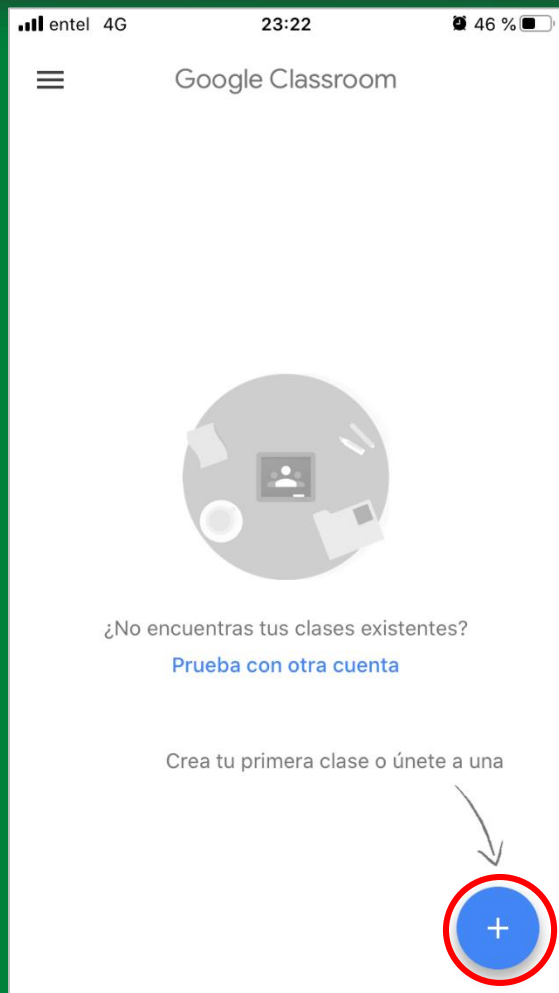 entel 4G 23:22 46 %
Google Classroom
¿No encuentras tus clases existentes?
Prueba con otra cuenta
Crea tu primera clase o únete a una
+